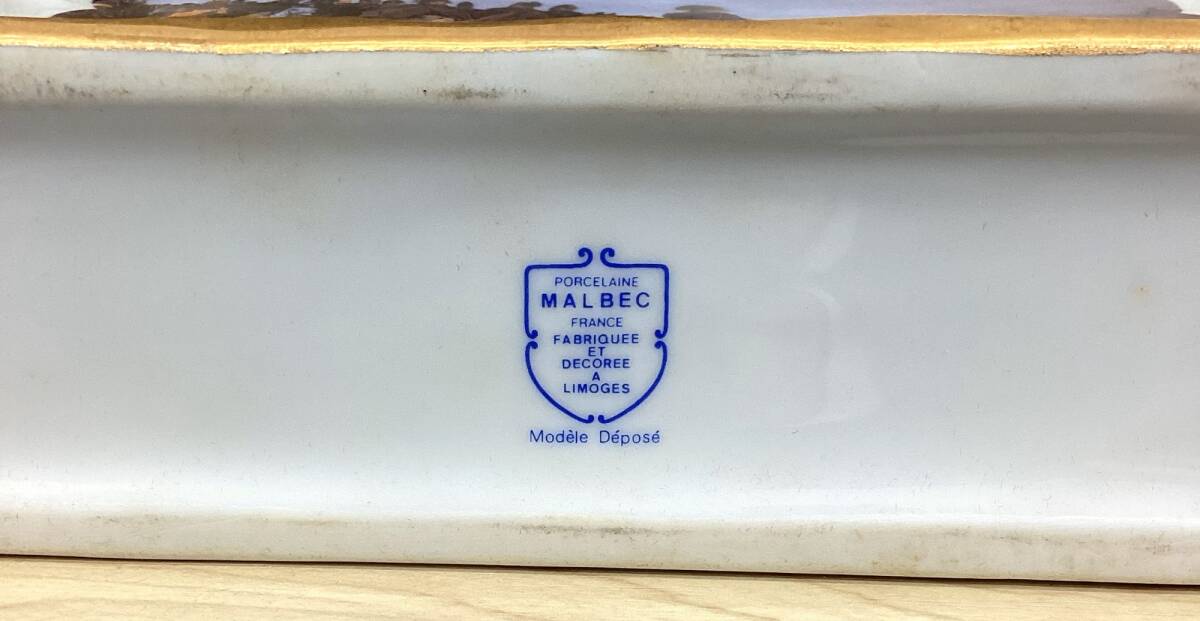 PORCELAINE
MALBEC
FRANCE
FABRIQUEE
ET
DECOREE
A
LIMOGES
Modèle Déposé